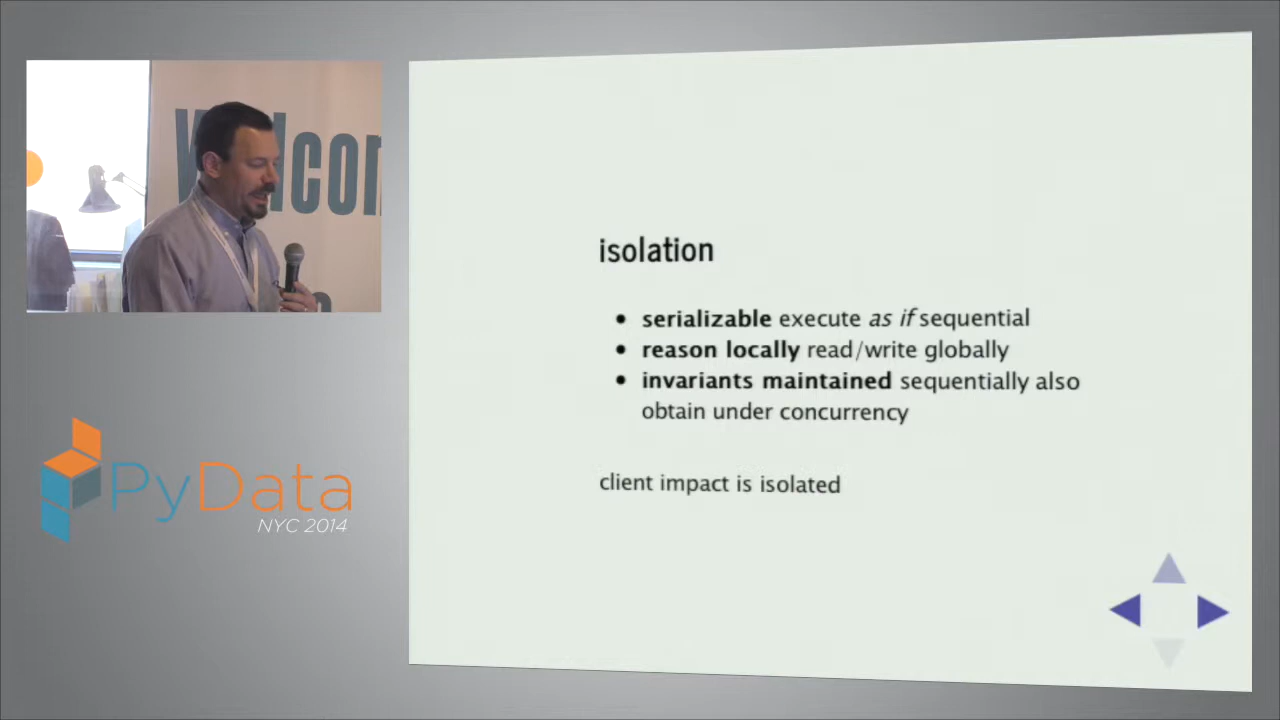 isolation
• serializable execute as if sequential
• reason locally read/write globally
• invariants maintained sequentially also
obtain under concurrency
client impact is isolated
PyData
NYC 2014